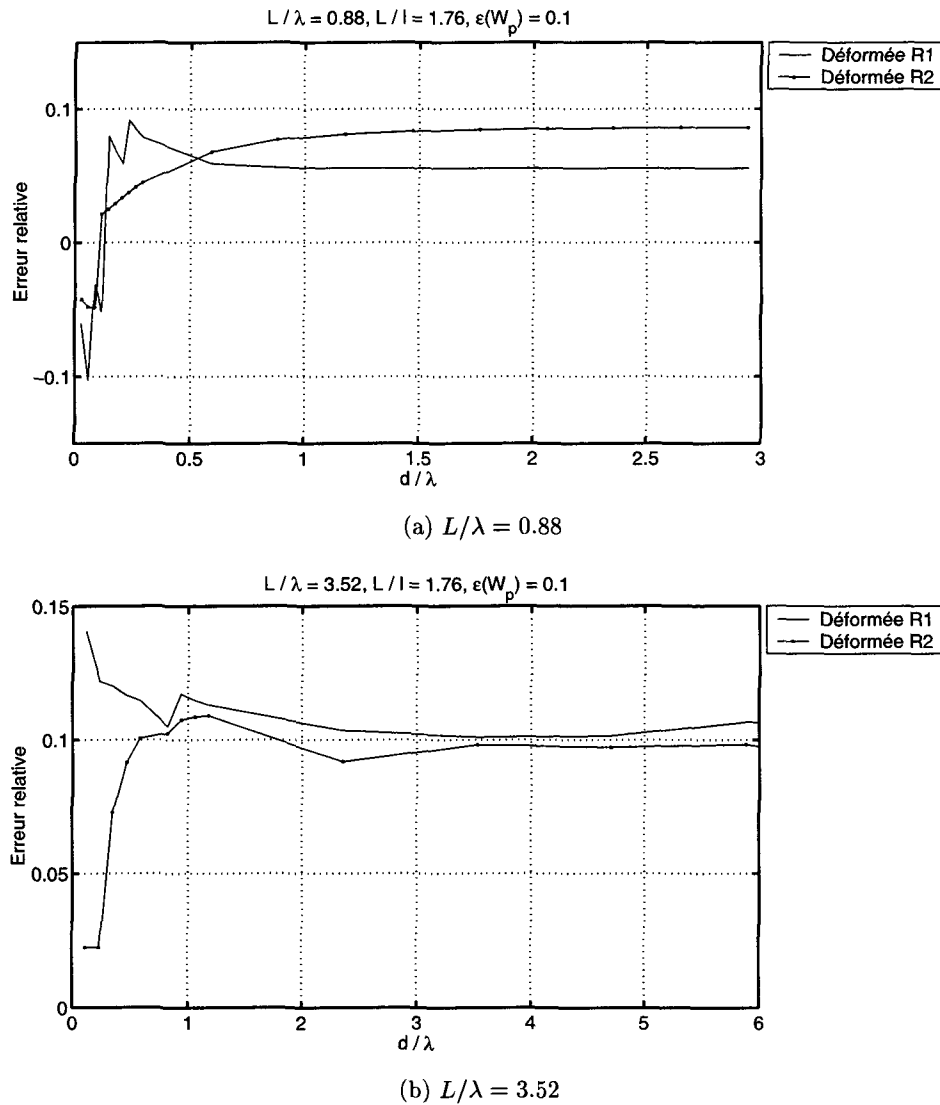 L / λ = 0.88, L / l = 1.76, ε(W_p) = 0.1
Déformée R1
Déformée R2
Erreur relative
0.1
0
−0.1
0 0.5 1 1.5 2 2.5 3
d / λ
(a) L/λ = 0.88
L / λ = 3.52, L / l = 1.76, ε(W_p) = 0.1
Déformée R1
Déformée R2
Erreur relative
0.15
0.1
0.05
0
0 1 2 3 4 5 6
d / λ
(b) L/λ = 3.52